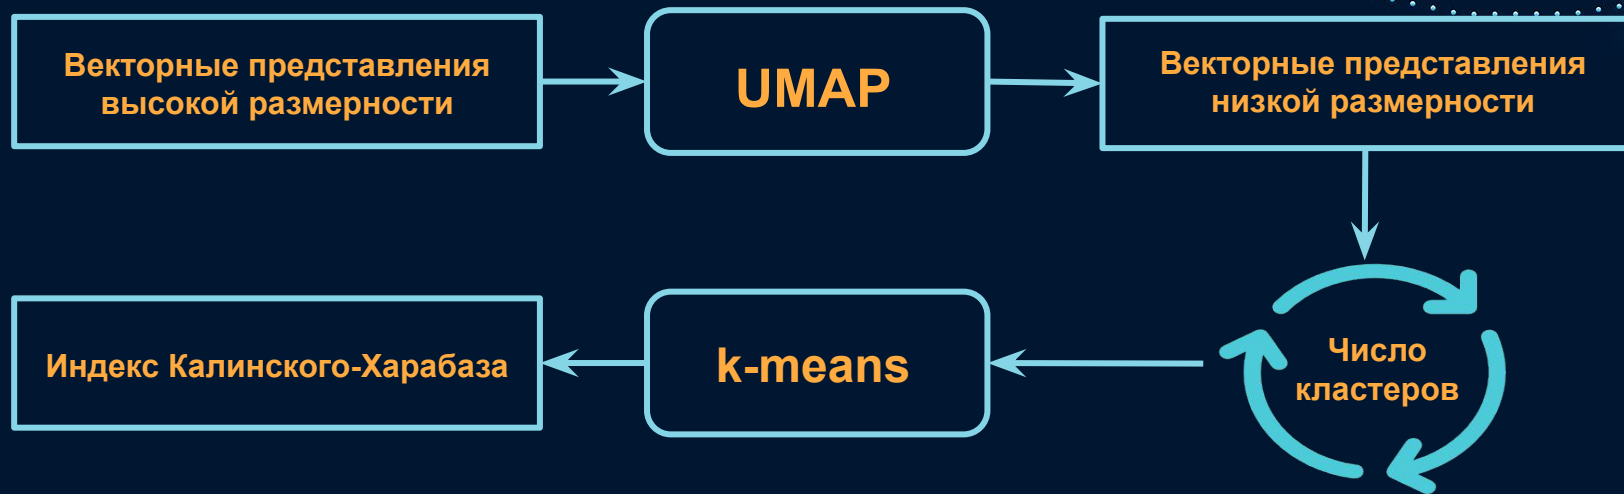 Векторные представления
высокой размерности
UMAP
Векторные представления
низкой размерности
Индекс Калинского-Харабаза
k-means
Число
кластеров